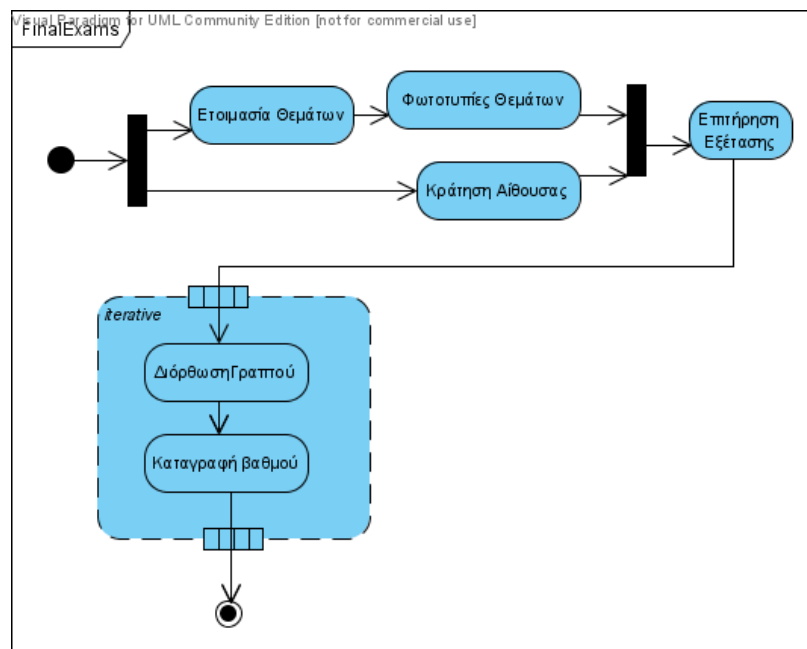 Visual Paradigm for UML Community Edition [not for commercial use]
FinalExams
Ετοιμασία Θεμάτων
Φωτοτυπίες Θεμάτων
Επιτήρηση
Εξέτασης
Κράτηση Αίθουσας
iterative
ΔιόρθωσηΓραπτού
Καταγραφή βαθμού